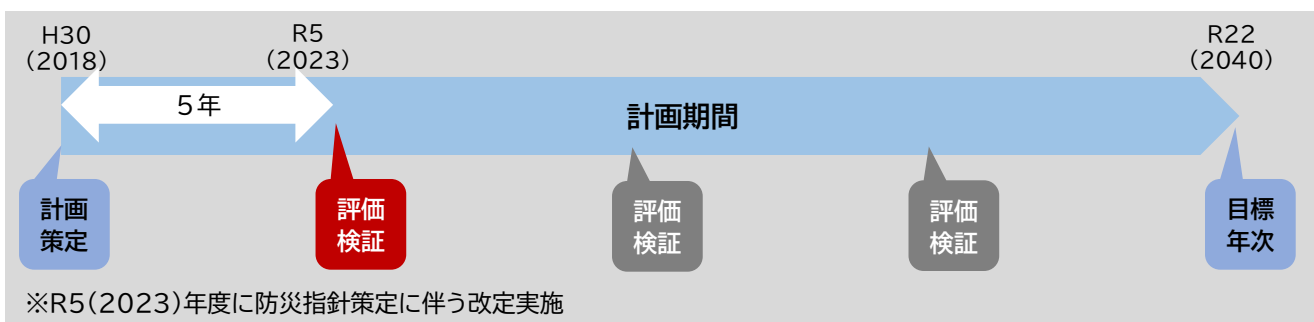 H30
(2018)
R5
(2023)
R22
(2040)
5年
計画期間
計画
策定
評価
検証
評価
検証
評価
検証
目標
年次
※R5(2023)年度に防災指針策定に伴う改定実施